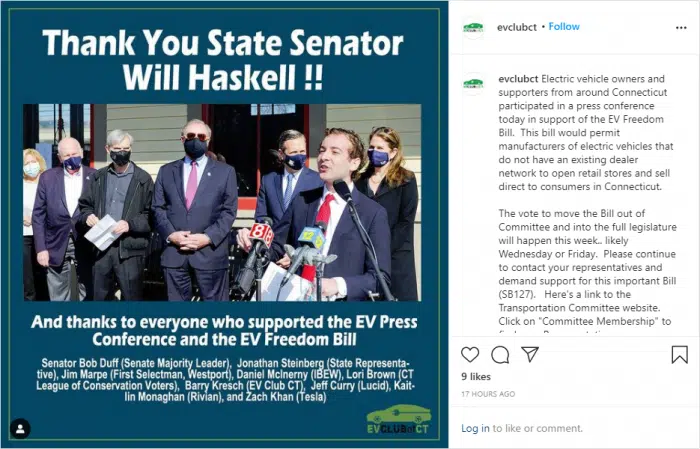 Thank You State Senator
Will Haskell !!
8
And thanks to everyone who supported the EV Press
Conference and the EV Freedom Bill
Senator Bob Duff (Senate Majority Leader), Jonathan Steinberg (State Representa-
tive), Jim Marpe (First Selectman, Westport), Daniel McInerny (IBEW), Lori Brown (CT
League of Conservation Voters), Barry Kresch (EV Club CT), Jeff Curry (Lucid), Kait-
lin Monaghan (Rivian), and Zach Khan (Tesla)
EVCLUBofCT
evclubct • Follow
evclubct Electric vehicle owners and
supporters from around Connecticut
participated in a press conference
today in support of the EV Freedom
Bill. This bill would permit
manufacturers of electric vehicles that
do not have an existing dealer
network to open retail stores and sell
direct to consumers in Connecticut.
The vote to move the Bill out of
Committee and into the full legislature
will happen this week.. likely
Wednesday or Friday. Please continue
to contact your representatives and
demand support for this important Bill
(SB127). Here's a link to the
Transportation Committee website.
Click on "Committee Membership" to
9 likes
17 HOURS AGO
Log in to like or comment.